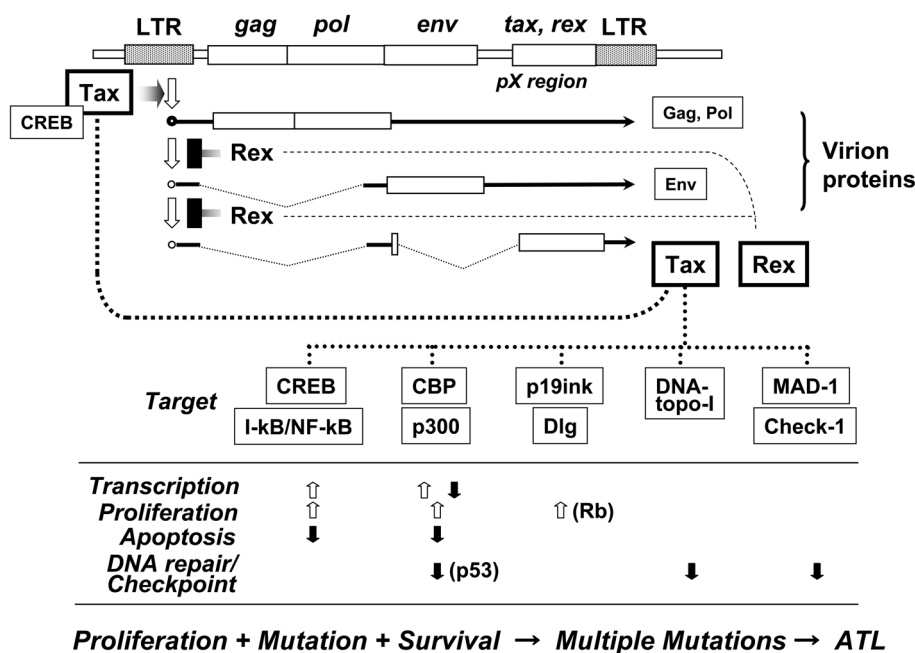 LTR gag pol env tax, rex LTR
pX region
Tax
CREB
Gag, Pol
Rex
Virion
proteins
Env
Rex
Tax Rex
Target
CREB CBP p19ink DNA-topo-I MAD-1
I-kB/NF-kB p300 Dlg Check-1
Transcription ⇧ ⇧ ⬇
Proliferation ⇧ ⇧ ⇧ (Rb)
Apoptosis ⬇ ⬇
DNA repair/
Checkpoint ⬇ (p53) ⬇ ⬇
Proliferation + Mutation + Survival → Multiple Mutations → ATL